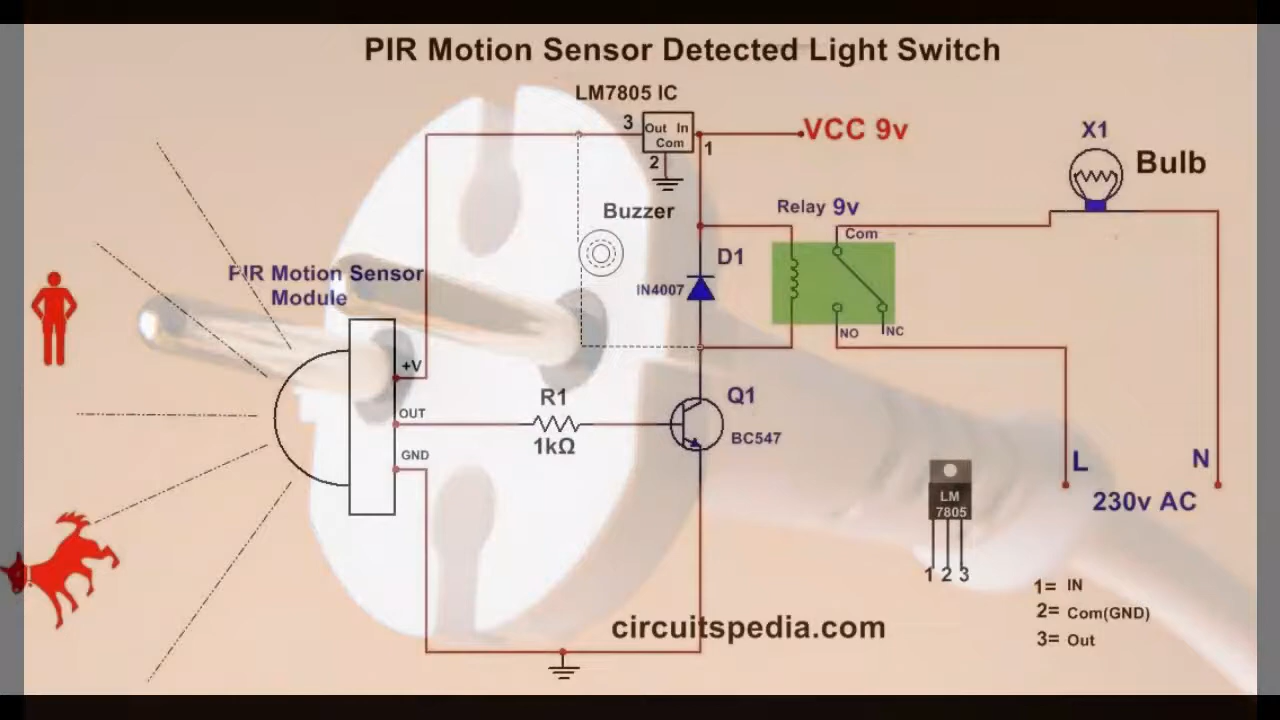 PIR Motion Sensor Detected Light Switch
LM7805 IC
3
Out In
Com
1
2
VCC 9v
X1
Bulb
Buzzer
Relay 9v
Com
D1
IN4007
NO
NC
PIR Motion Sensor
Module
+V
OUT
GND
R1
1kΩ
Q1
BC547
L
N
230v AC
LM
7805
1 2 3
1= IN
2= Com(GND)
3= Out
circuitspedia.com